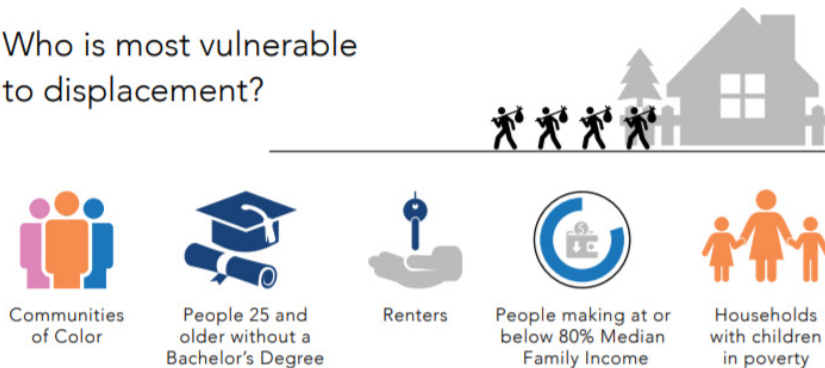 Who is most vulnerable
to displacement?
Communities
of Color
People 25 and
older without a
Bachelor's Degree
Renters
People making at or
below 80% Median
Family Income
Households
with children
in poverty
$